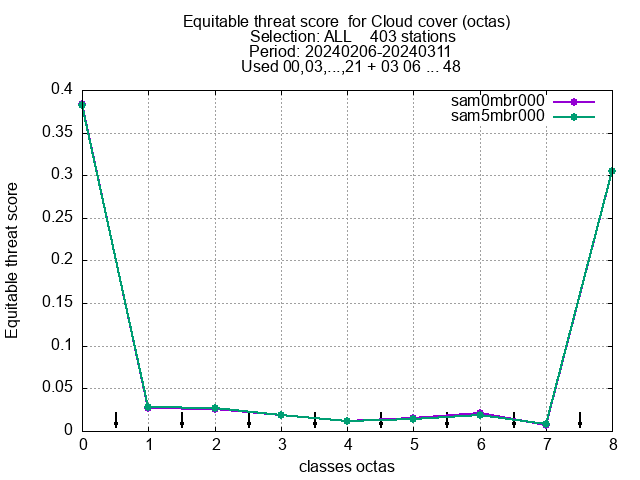 Equitable threat score  for Cloud cover (octas)
Selection: ALL    403 stations
Period: 20240206-20240311
Used 00,03,...,21 + 03 06 ... 48
sam0mbr000
sam5mbr000
0.4
0.35
0.3
0.25
0.2
0.15
0.1
0.05
0
Equitable threat score
0 1 2 3 4 5 6 7 8
classes octas